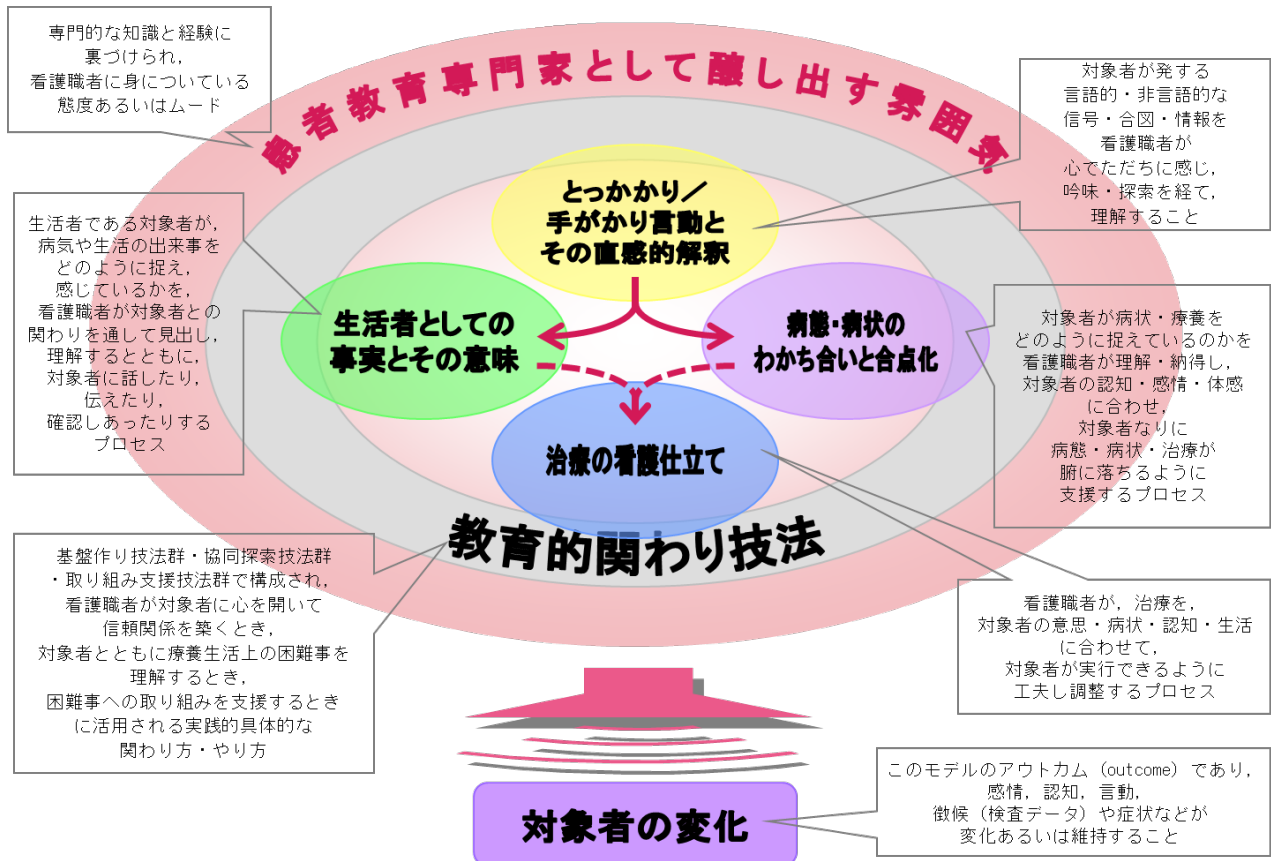 専門的な知識と経験に
裏づけられ，
看護職者に身についている
態度あるいはムード
患者教育専門家として醸し出す雰囲気
対象者が発する
言語的・非言語的な
信号・合図・情報を
看護職者が
心でただちに感じ，
吟味・探索を経て，
理解すること
とっかかり／
手がかり言動と
その直感的解釈
生活者である対象者が，
病気や生活の出来事を
どのように捉え，
感じているかを，
看護職者が対象者との
関わりを通して見出し，
理解するとともに，
対象者に話したり，
伝えたり，
確認しあったりする
プロセス
生活者としての
事実とその意味
病態・病状の
わかち合いと合点化
対象者が病状・療養を
どのように捉えているのかを
看護職者が理解・納得し，
対象者の認知・感情・体感
に合わせ，
対象者なりに
病態・病状・治療が
腑に落ちるように
支援するプロセス
治療の看護仕立て
教育的関わり技法
基盤作り技法群・協同探索技法群
・取り組み支援技法群で構成され，
看護職者が対象者に心を開いて
信頼関係を築くとき，
対象者とともに療養生活上の困難事を
理解するとき，
困難事への取り組みを支援するとき
に活用される実践的具体的な
関わり方・やり方
看護職者が，治療を，
対象者の意思・病状・認知・生活
に合わせて，
対象者が実行できるように
工夫し調整するプロセス
対象者の変化
このモデルのアウトカム（outcome）であり，
感情，認知，言動，
徴候（検査データ）や症状などが
変化あるいは維持すること